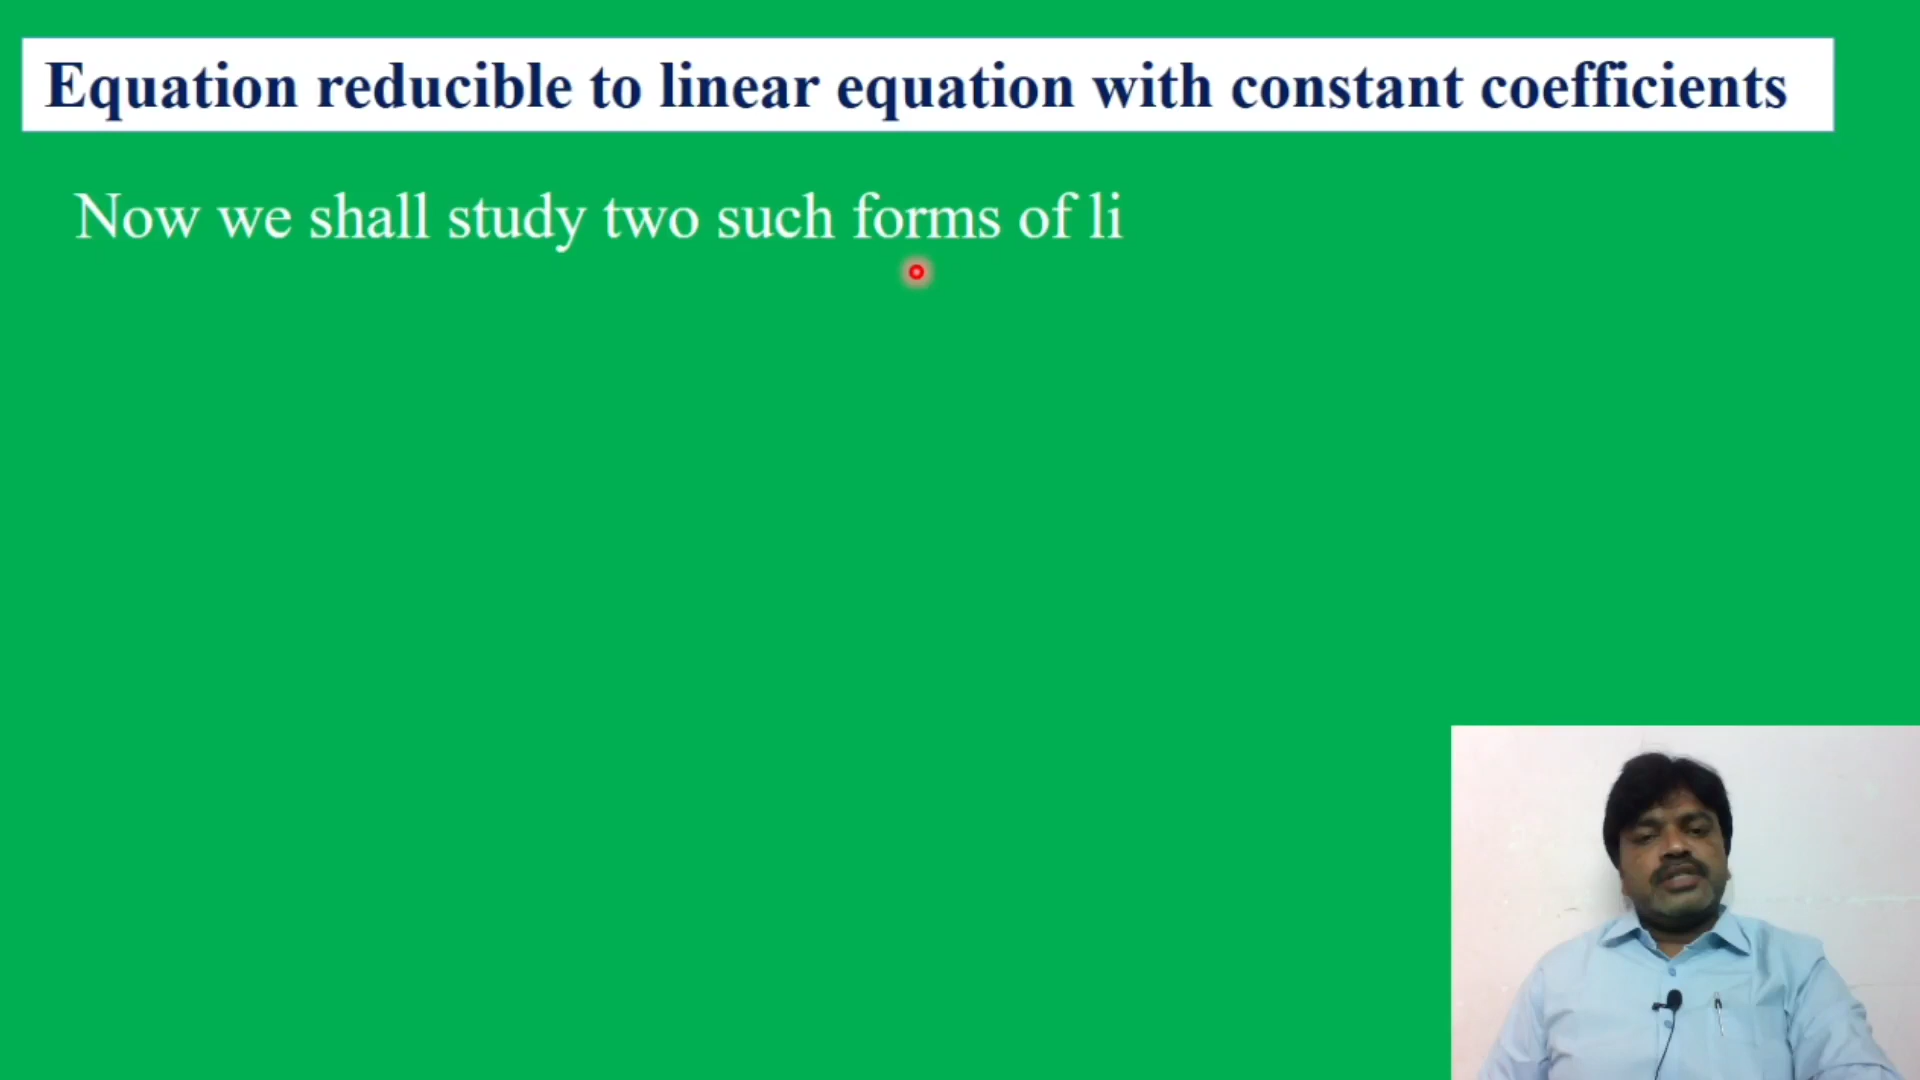 Equation reducible to linear equation with constant coefficients
Now we shall study two such forms of li